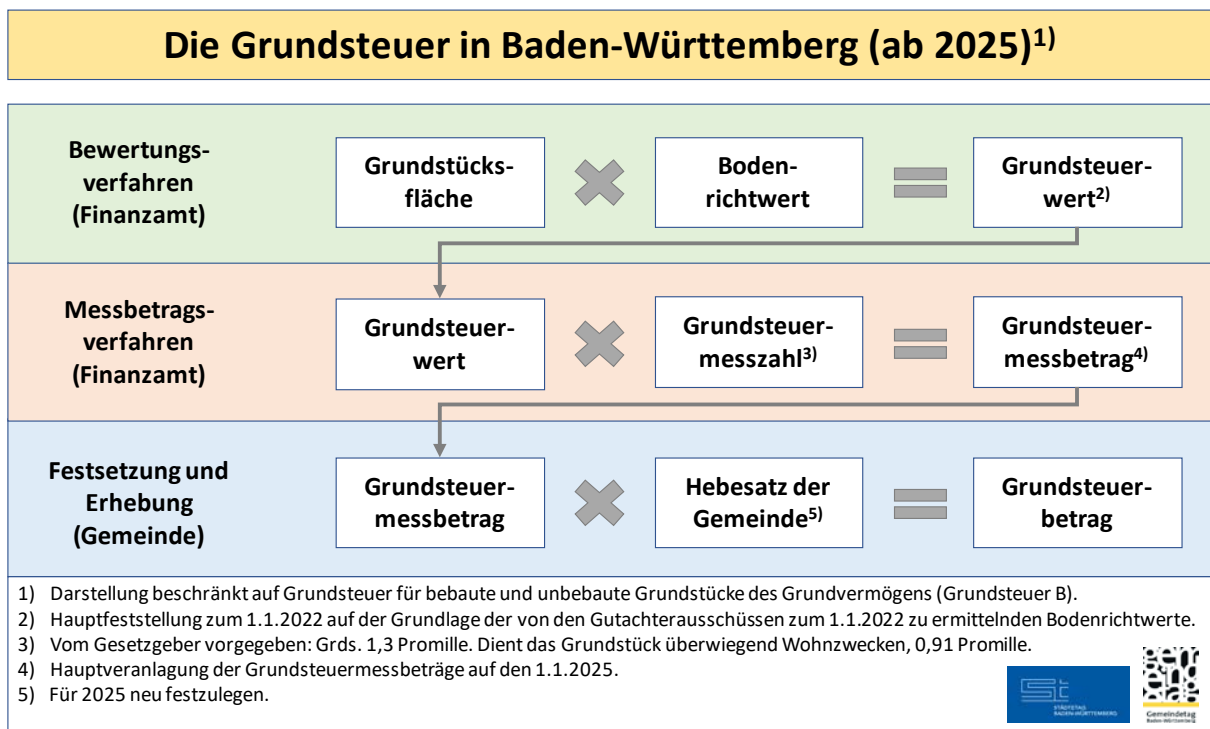 Die Grundsteuer in Baden-Württemberg (ab 2025)1)
Bewertungs-
verfahren
(Finanzamt)
Grundstücks-
fläche
Boden-
richtwert
Grundsteuer-
wert2)
Messbetrags-
verfahren
(Finanzamt)
Grundsteuer-
wert
Grundsteuer-
messzahl3)
Grundsteuer-
messbetrag4)
Festsetzung und
Erhebung
(Gemeinde)
Grundsteuer-
messbetrag
Hebesatz der
Gemeinde5)
Grundsteuer-
betrag
1) Darstellung beschränkt auf Grundsteuer für bebaute und unbebaute Grundstücke des Grundvermögens (Grundsteuer B).
2) Hauptfeststellung zum 1.1.2022 auf der Grundlage der von den Gutachterausschüssen zum 1.1.2022 zu ermittelnden Bodenrichtwerte.
3) Vom Gesetzgeber vorgegeben: Grds. 1,3 Promille. Dient das Grundstück überwiegend Wohnzwecken, 0,91 Promille.
4) Hauptveranlagung der Grundsteuermessbeträge auf den 1.1.2025.
5) Für 2025 neu festzulegen.
STÄDTETAG
BADEN-WÜRTTEMBERG
Gemeindetag
Baden-Württemberg